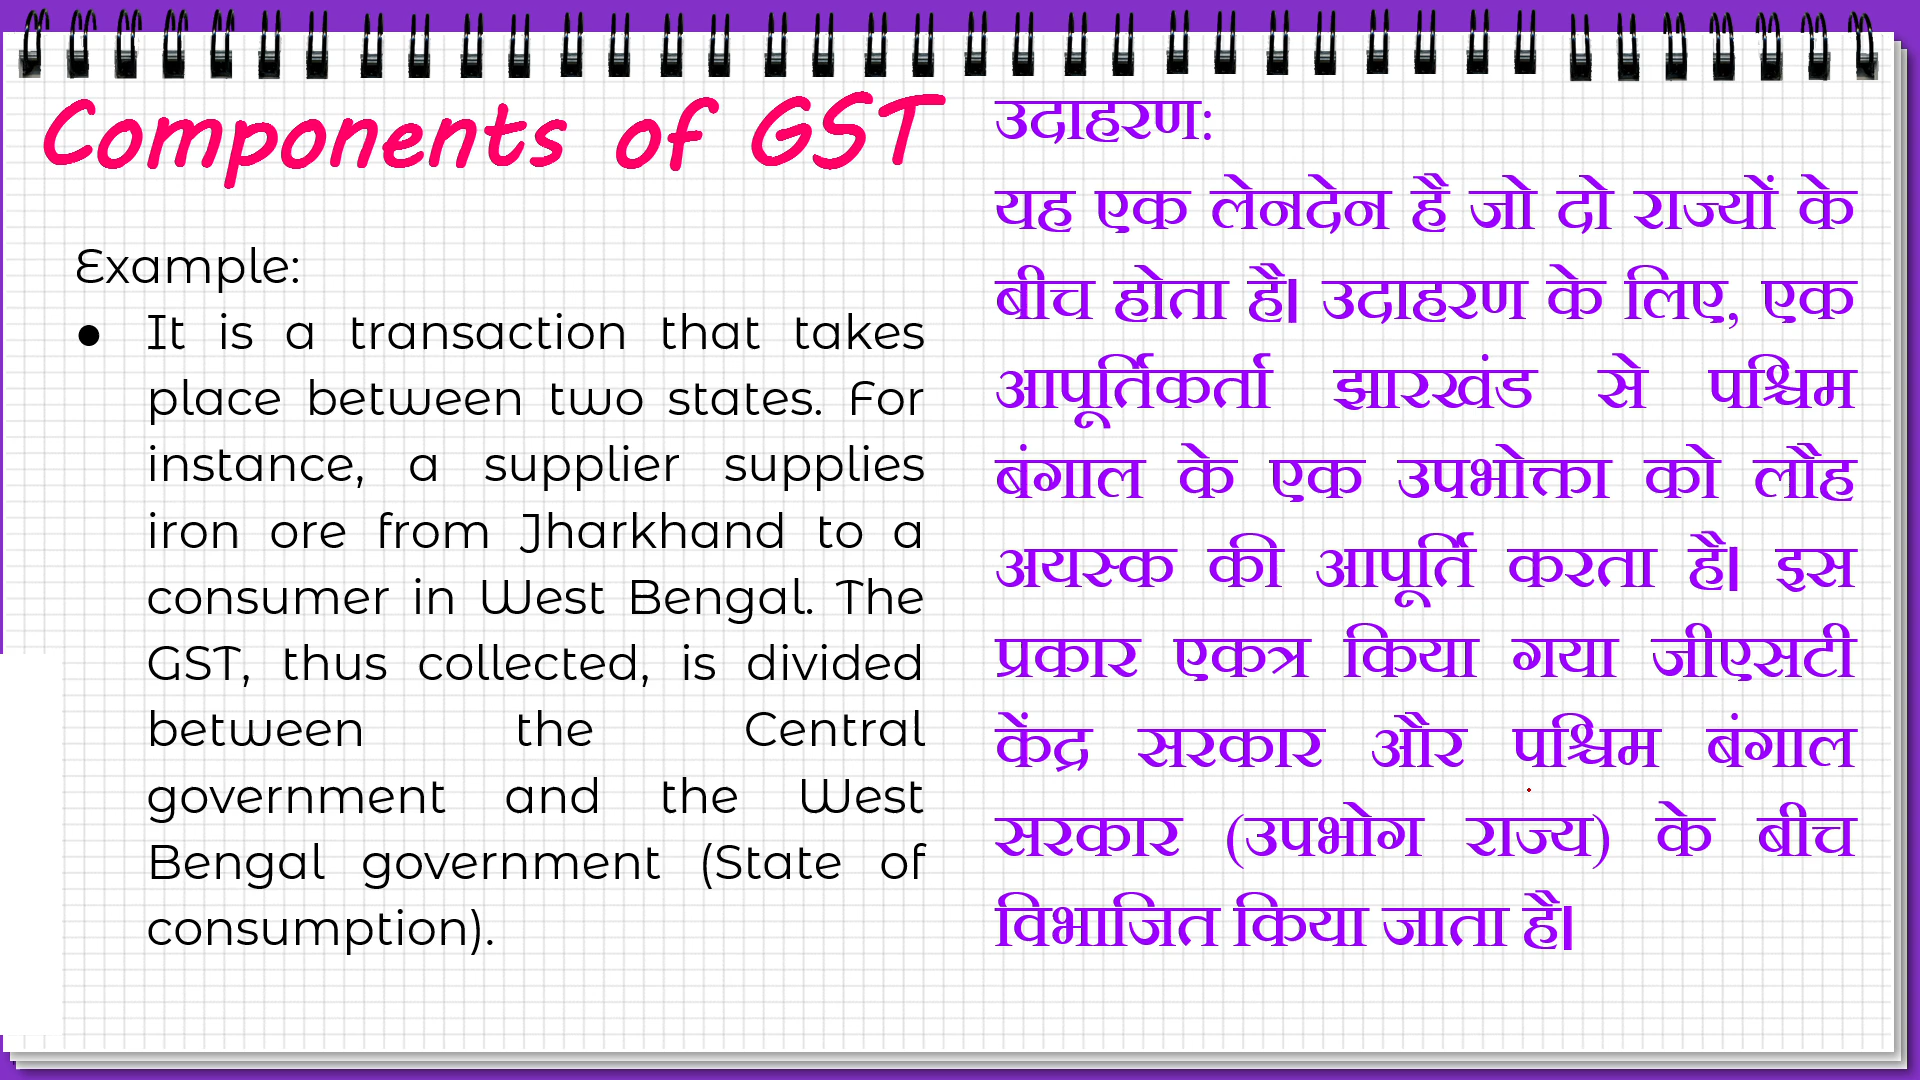 Components of GST
Example:
● It is a transaction that takes
place between two states. For
instance, a supplier supplies
iron ore from Jharkhand to a
consumer in West Bengal. The
GST, thus collected, is divided
between the Central
government and the West
Bengal government (State of
consumption).
उदाहरण:
यह एक लेनदेन है जो दो राज्यों के
बीच होता है। उदाहरण के लिए, एक
आपूर्तिकर्ता झारखंड से पश्चिम
बंगाल के एक उपभोक्ता को लौह
अयस्क की आपूर्ति करता है। इस
प्रकार एकत्र किया गया जीएसटी
केंद्र सरकार और पश्चिम बंगाल
सरकार (उपभोग राज्य) के बीच
विभाजित किया जाता है।